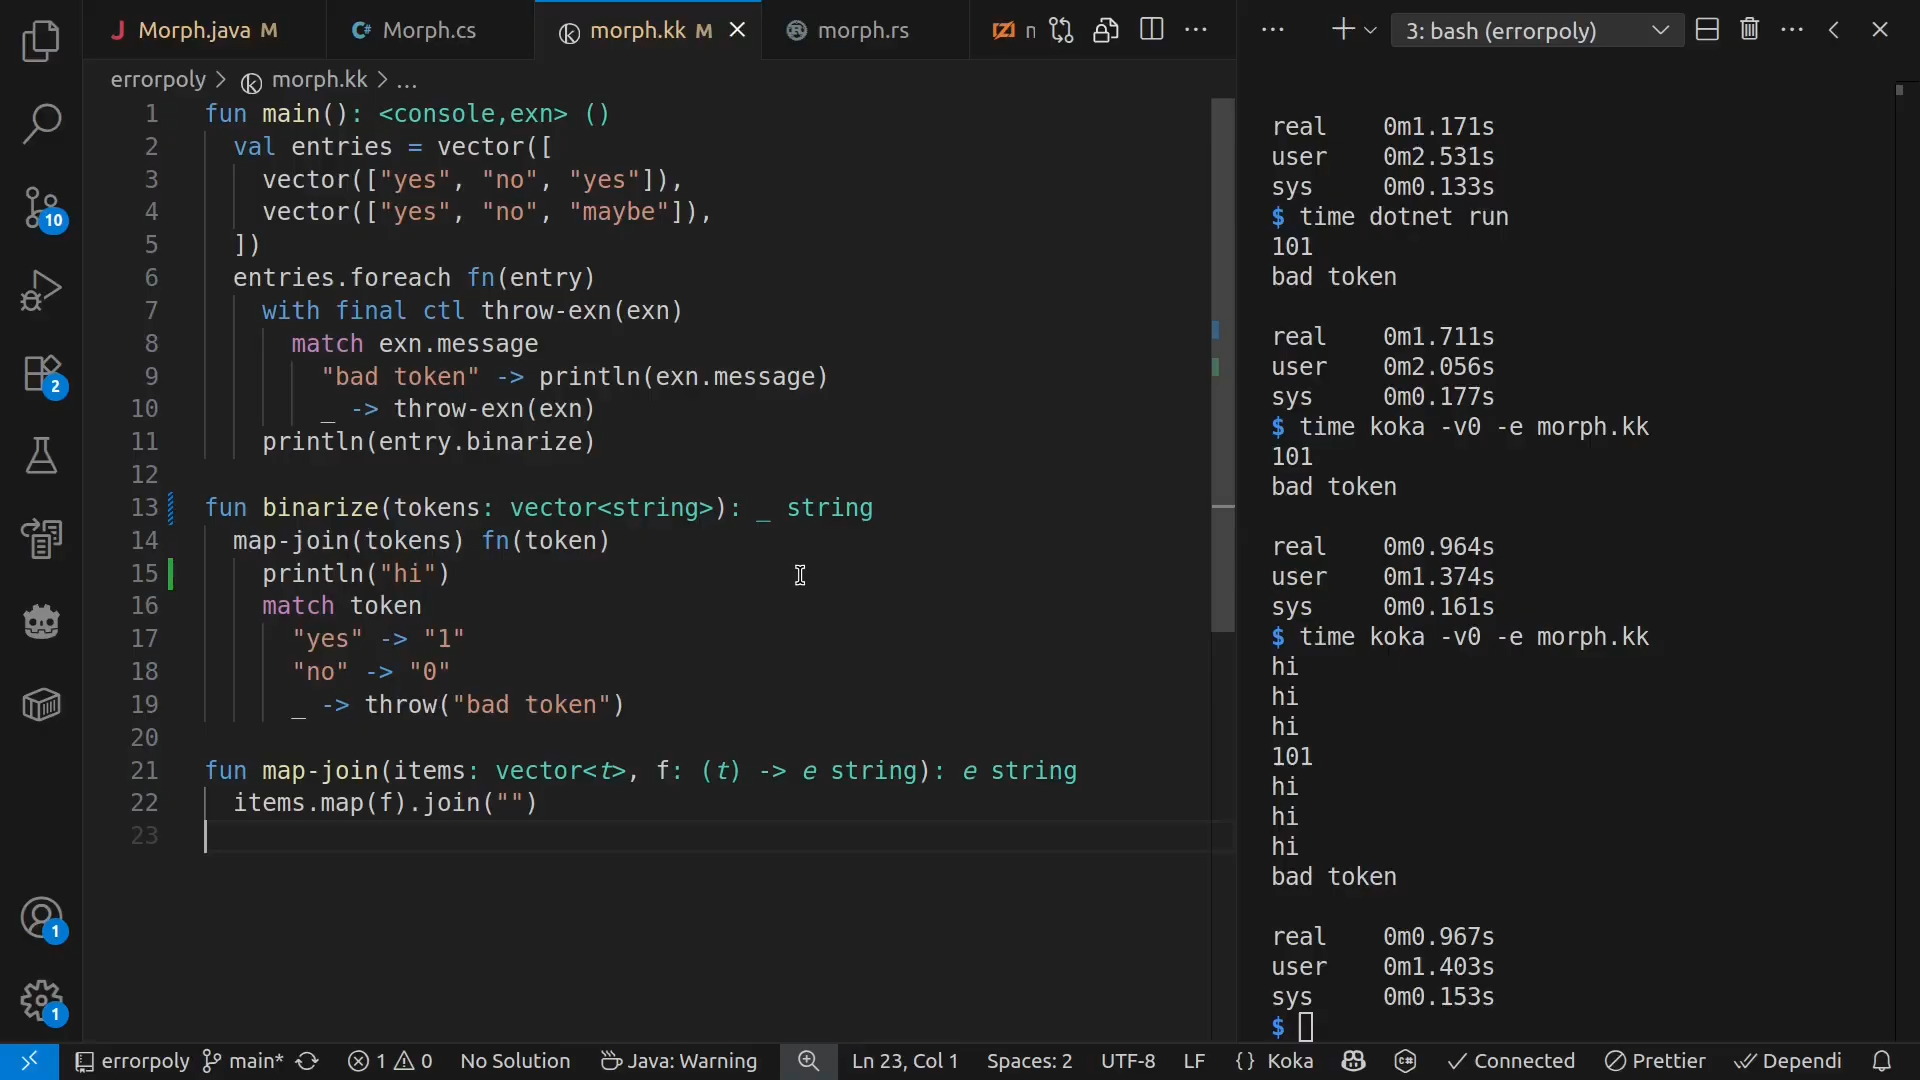 Morph.java M
C# Morph.cs
morph.kk M
morph.rs
3: bash (errorpoly)
errorpoly > morph.kk > ...
1 fun main(): <console,exn> ()
2 val entries = vector([
3 vector(["yes", "no", "yes"]),
4 vector(["yes", "no", "maybe"]),
5 ])
6 entries.foreach fn(entry)
7 with final ctl throw-exn(exn)
8 match exn.message
9 "bad token" -> println(exn.message)
10 _ -> throw-exn(exn)
11 println(entry.binarize)
12
13 fun binarize(tokens: vector<string>): _ string
14 map-join(tokens) fn(token)
15 println("hi")
16 match token
17 "yes" -> "1"
18 "no" -> "0"
19 _ -> throw("bad token")
20
21 fun map-join(items: vector<t>, f: (t) -> e string): e string
22 items.map(f).join("")
23
10
2
1
1
real 0m1.171s
user 0m2.531s
sys 0m0.133s
$ time dotnet run
101
bad token
real 0m1.711s
user 0m2.056s
sys 0m0.177s
$ time koka -v0 -e morph.kk
101
bad token
real 0m0.964s
user 0m1.374s
sys 0m0.161s
$ time koka -v0 -e morph.kk
hi
hi
hi
101
hi
hi
hi
bad token
real 0m0.967s
user 0m1.403s
sys 0m0.153s
$
errorpoly main* 1 0 No Solution Java: Warning Ln 23, Col 1 Spaces: 2 UTF-8 LF {} Koka Connected Prettier Dependi